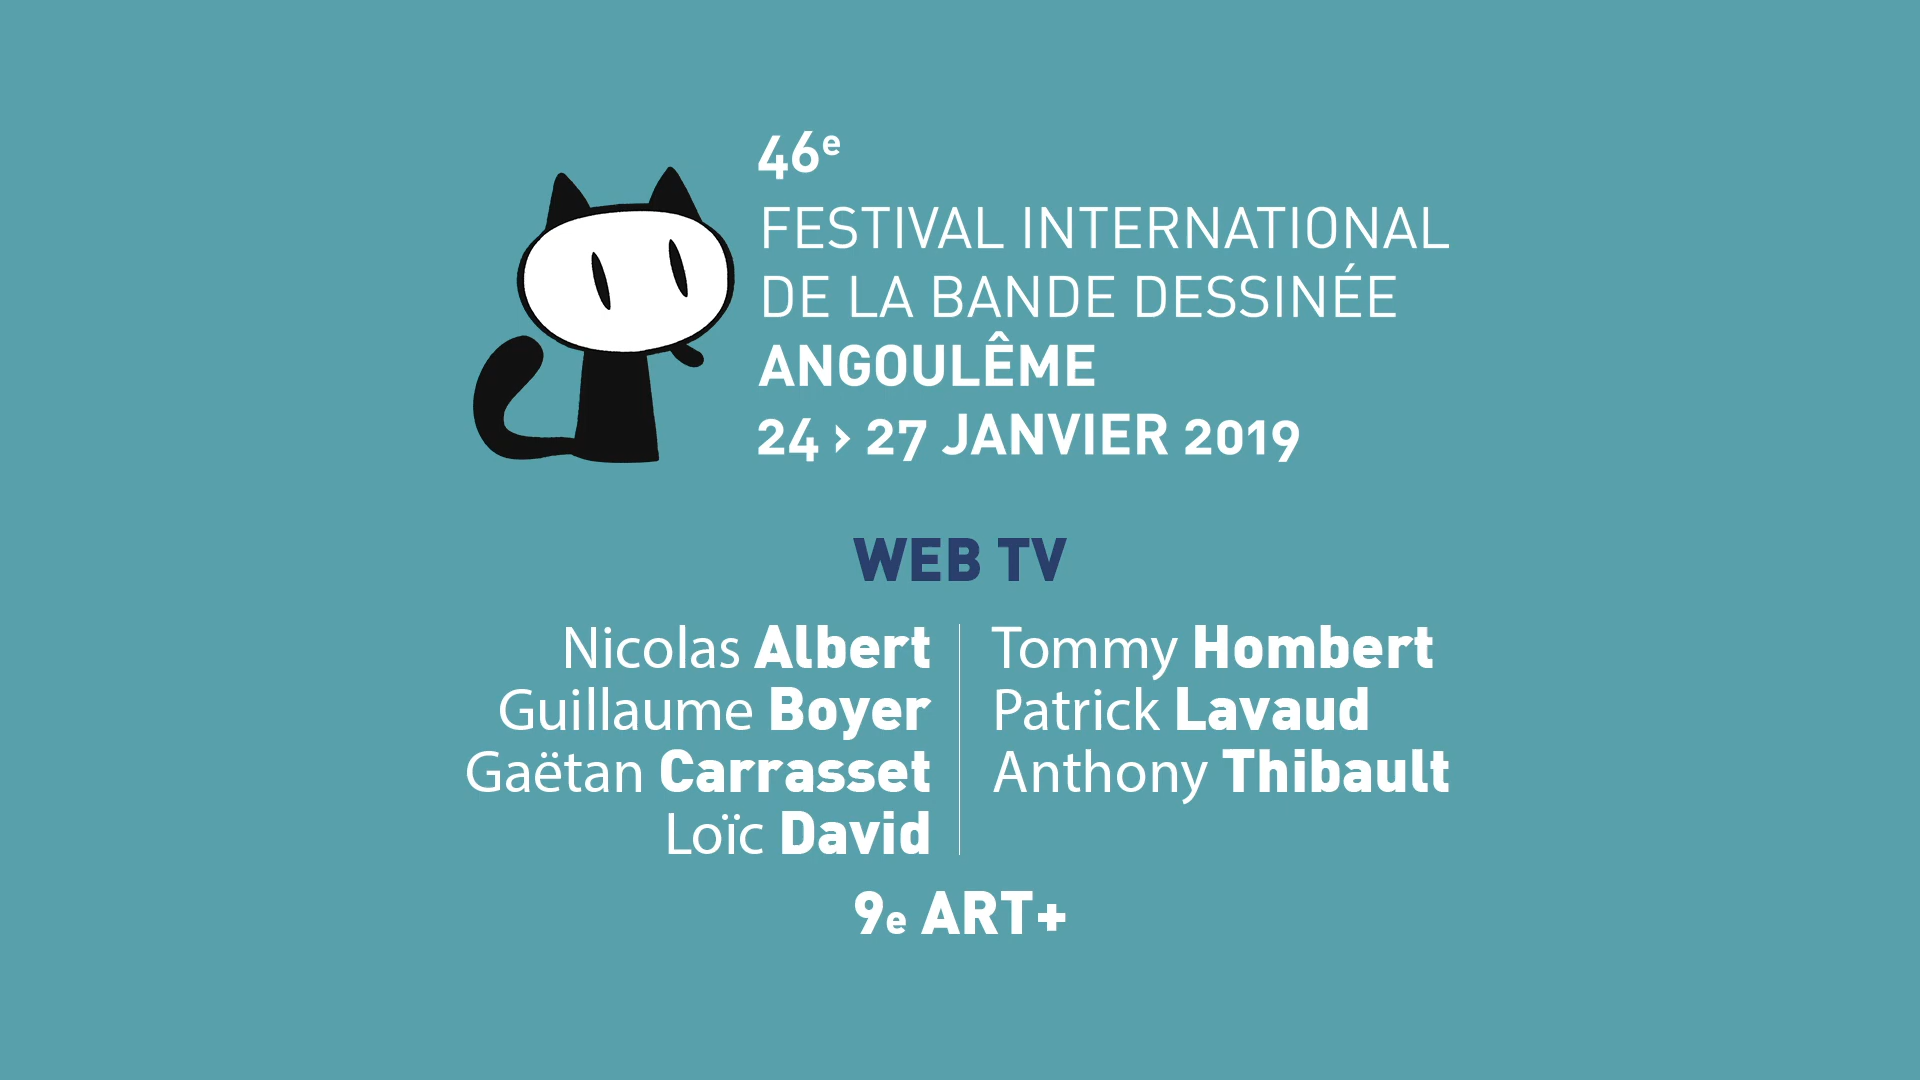 46e
FESTIVAL INTERNATIONAL
DE LA BANDE DESSINÉE
ANGOULÊME
24 › 27 JANVIER 2019
WEB TV
Nicolas Albert
Guillaume Boyer
Gaëtan Carrasset
Loïc David
Tommy Hombert
Patrick Lavaud
Anthony Thibault
9e ART+